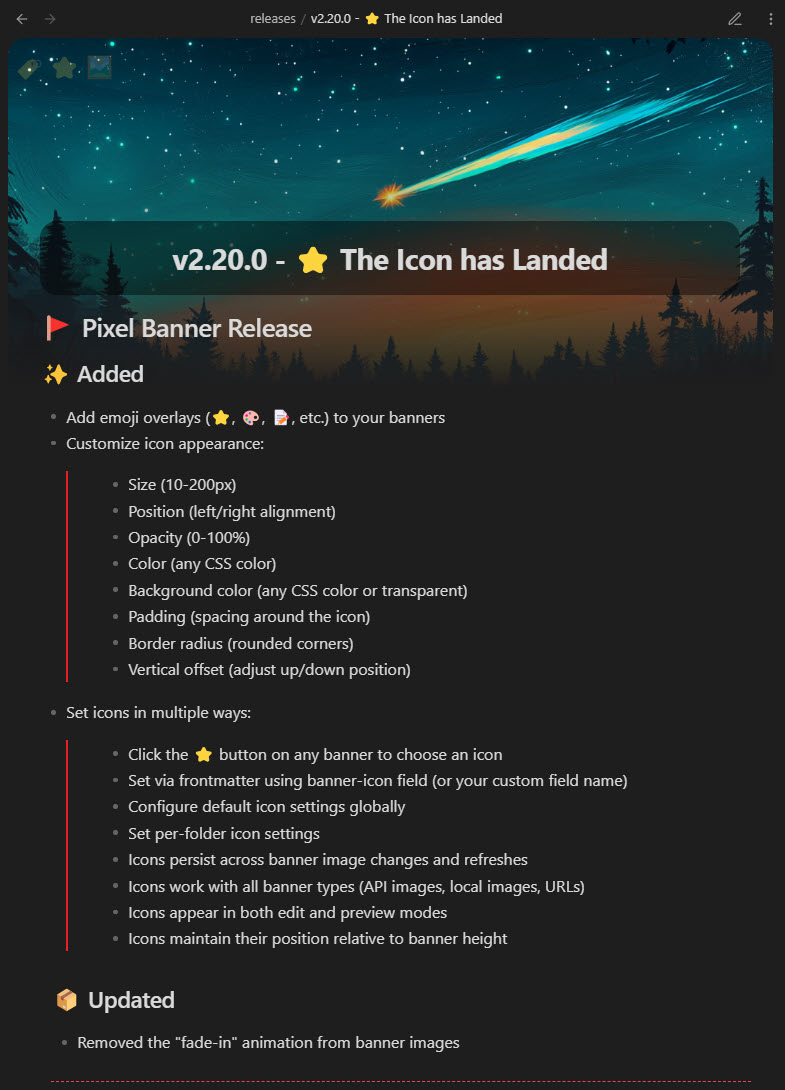 releases / v2.20.0 - ⭐ The Icon has Landed
v2.20.0 - ⭐ The Icon has Landed
🚩 Pixel Banner Release
✨ Added
Add emoji overlays (⭐, 🎨, 📝, etc.) to your banners
Customize icon appearance:
Size (10-200px)
Position (left/right alignment)
Opacity (0-100%)
Color (any CSS color)
Background color (any CSS color or transparent)
Padding (spacing around the icon)
Border radius (rounded corners)
Vertical offset (adjust up/down position)
Set icons in multiple ways:
Click the ⭐ button on any banner to choose an icon
Set via frontmatter using banner-icon field (or your custom field name)
Configure default icon settings globally
Set per-folder icon settings
Icons persist across banner image changes and refreshes
Icons work with all banner types (API images, local images, URLs)
Icons appear in both edit and preview modes
Icons maintain their position relative to banner height
📦 Updated
Removed the "fade-in" animation from banner images